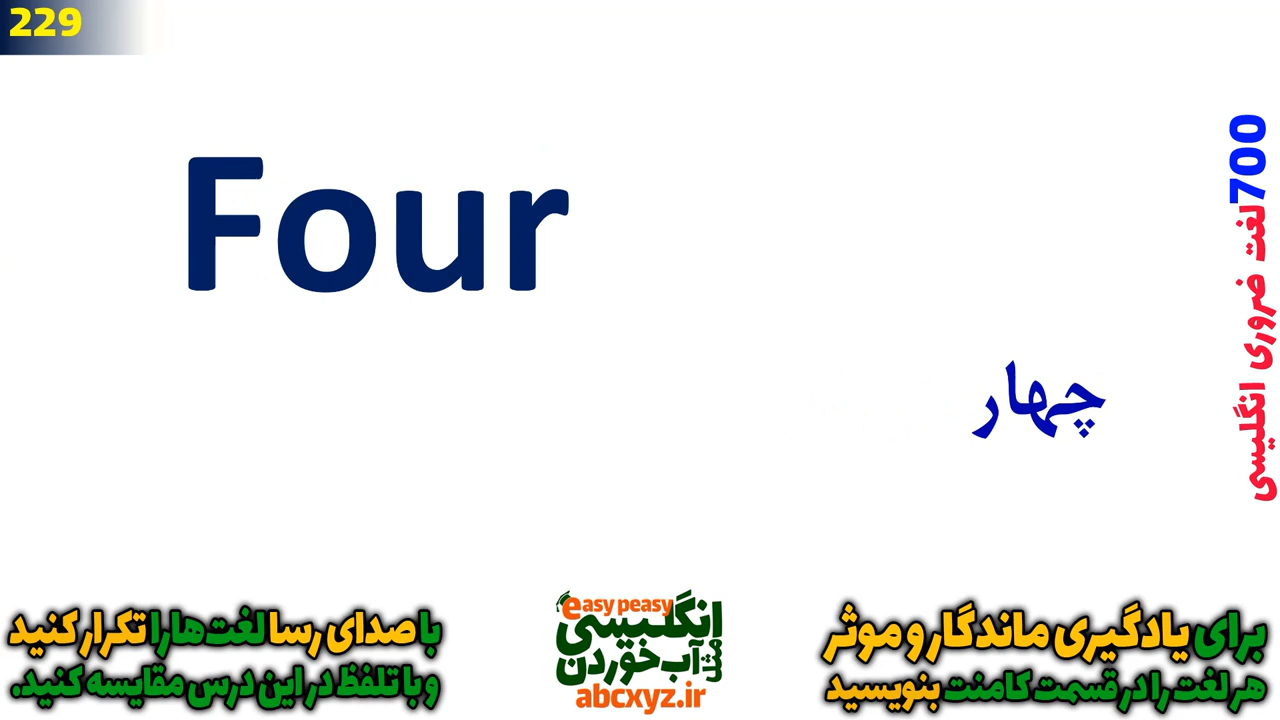 229
Four
چهار
700 لغت ضروری انگلیسی
برای یادگیری ماندگار و موثر
هر لغت را در قسمت کامنت بنویسید
easy peasy
انگلیسی
مثل آب خوردن
abcxyz.ir
با صدای رسا لغت‌ها را تکرار کنید
و با تلفظ در این درس مقایسه کنید.